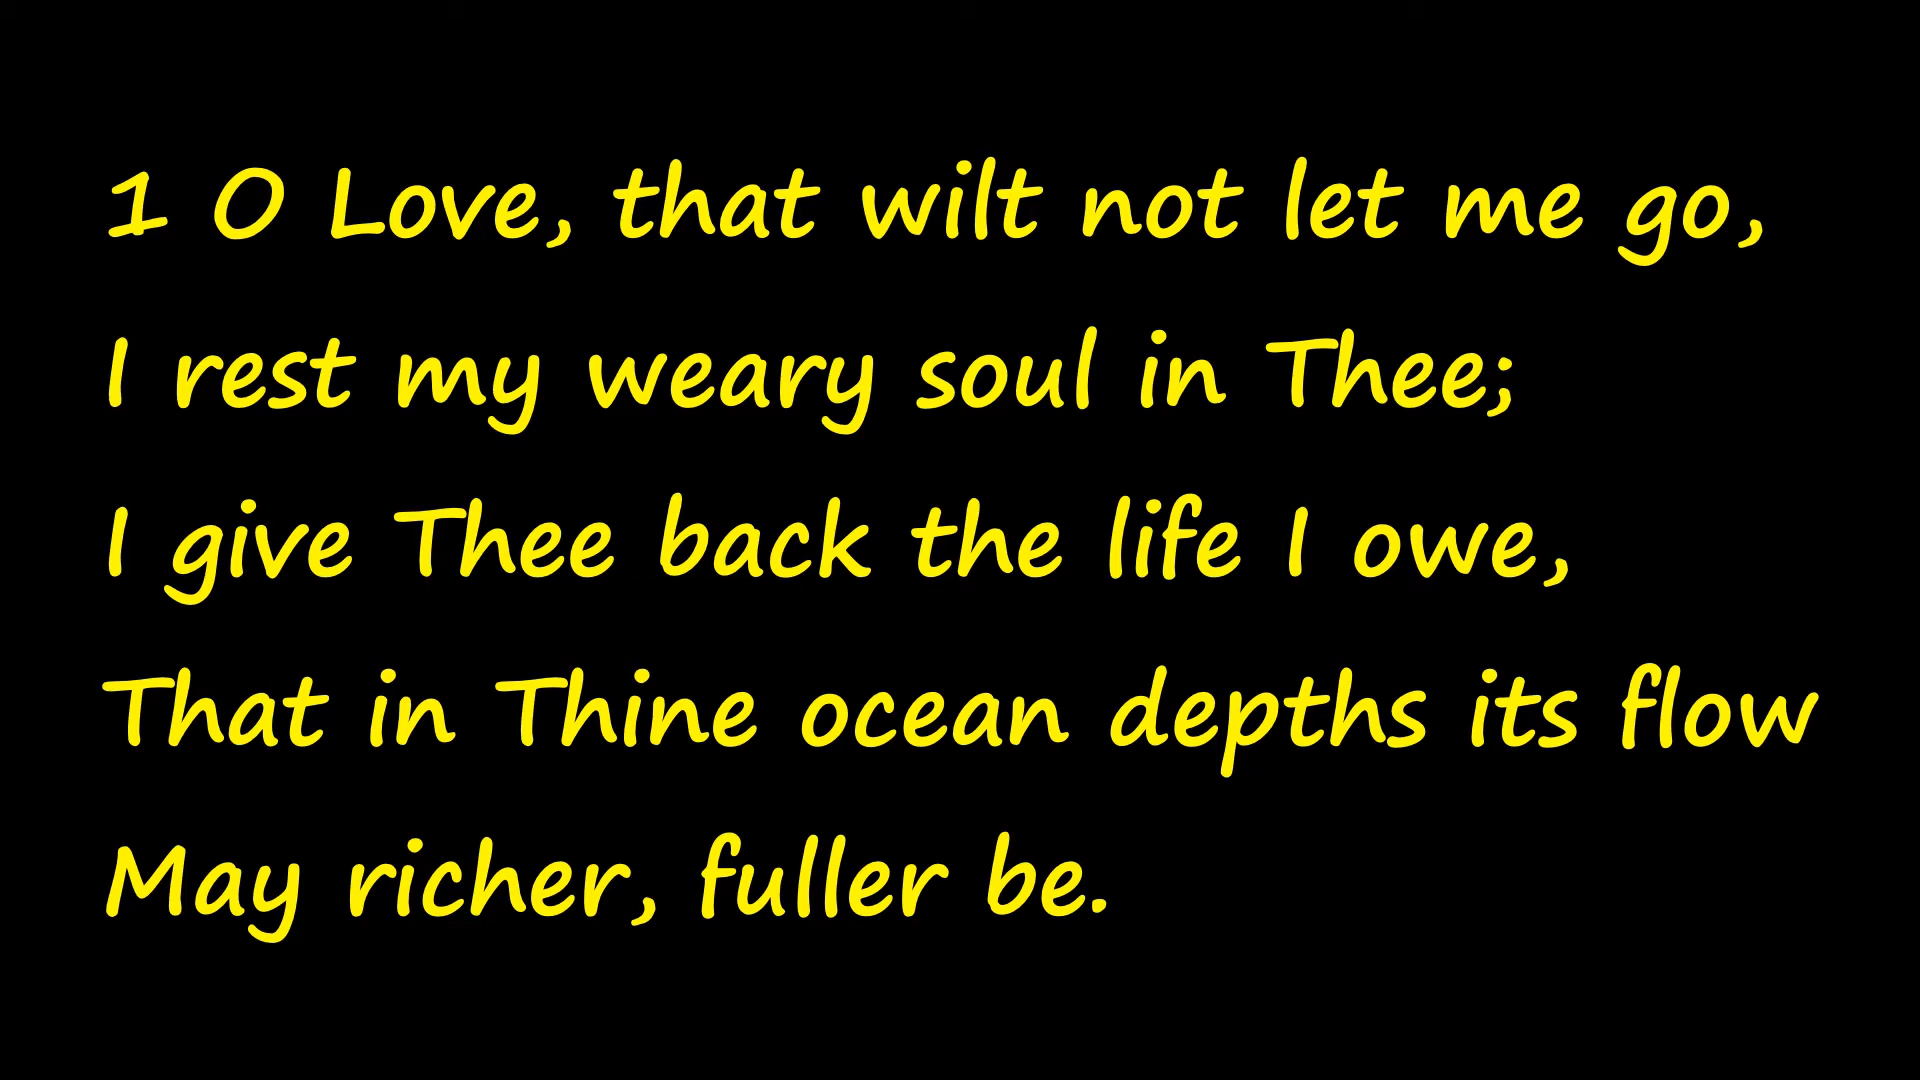 1 O Love, that wilt not let me go,
I rest my weary soul in Thee;
I give Thee back the life I owe,
That in Thine ocean depths its flow
May richer, fuller be.